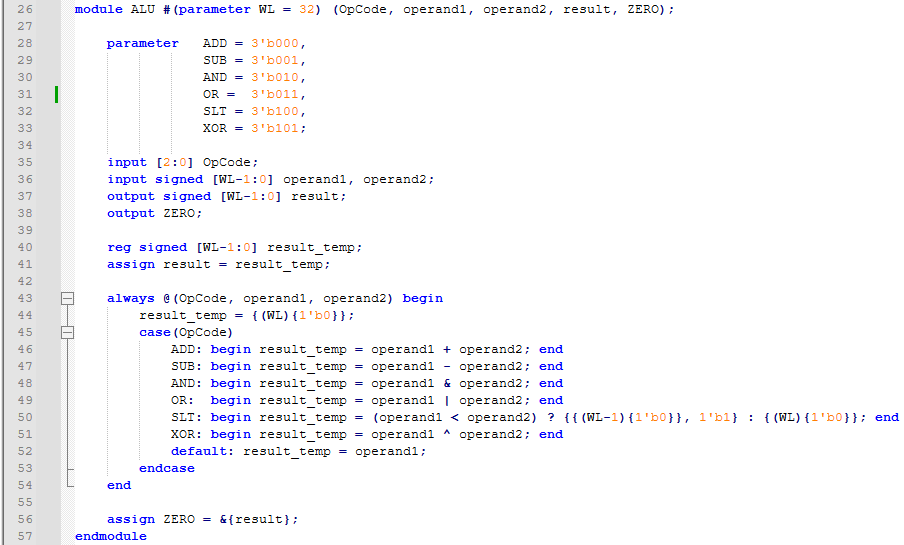 26 module ALU #(parameter WL = 32) (OpCode, operand1, operand2, result, ZERO);
27
28     parameter   ADD = 3'b000,
29                 SUB = 3'b001,
30                 AND = 3'b010,
31                 OR =  3'b011,
32                 SLT = 3'b100,
33                 XOR = 3'b101;
34
35     input [2:0] OpCode;
36     input signed [WL-1:0] operand1, operand2;
37     output signed [WL-1:0] result;
38     output ZERO;
39
40     reg signed [WL-1:0] result_temp;
41     assign result = result_temp;
42
43     always @(OpCode, operand1, operand2) begin
44         result_temp = {(WL){1'b0}};
45         case(OpCode)
46             ADD: begin result_temp = operand1 + operand2; end
47             SUB: begin result_temp = operand1 - operand2; end
48             AND: begin result_temp = operand1 & operand2; end
49             OR:  begin result_temp = operand1 | operand2; end
50             SLT: begin result_temp = (operand1 < operand2) ? {{(WL-1){1'b0}}, 1'b1} : {(WL){1'b0}}; end
51             XOR: begin result_temp = operand1 ^ operand2; end
52             default: result_temp = operand1;
53         endcase
54     end
55
56     assign ZERO = &{result};
57 endmodule